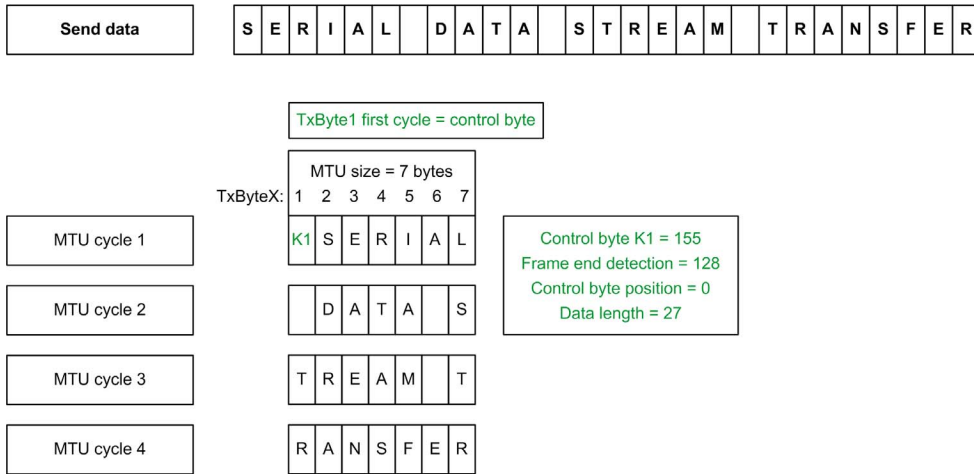 Send data S E R I A L D A T A S T R E A M T R A N S F E R
TxByte1 first cycle = control byte
MTU size = 7 bytes
TxByteX: 1 2 3 4 5 6 7
MTU cycle 1 K1 S E R I A L
Control byte K1 = 155
Frame end detection = 128
Control byte position = 0
Data length = 27
MTU cycle 2 D A T A S
MTU cycle 3 T R E A M T
MTU cycle 4 R A N S F E R